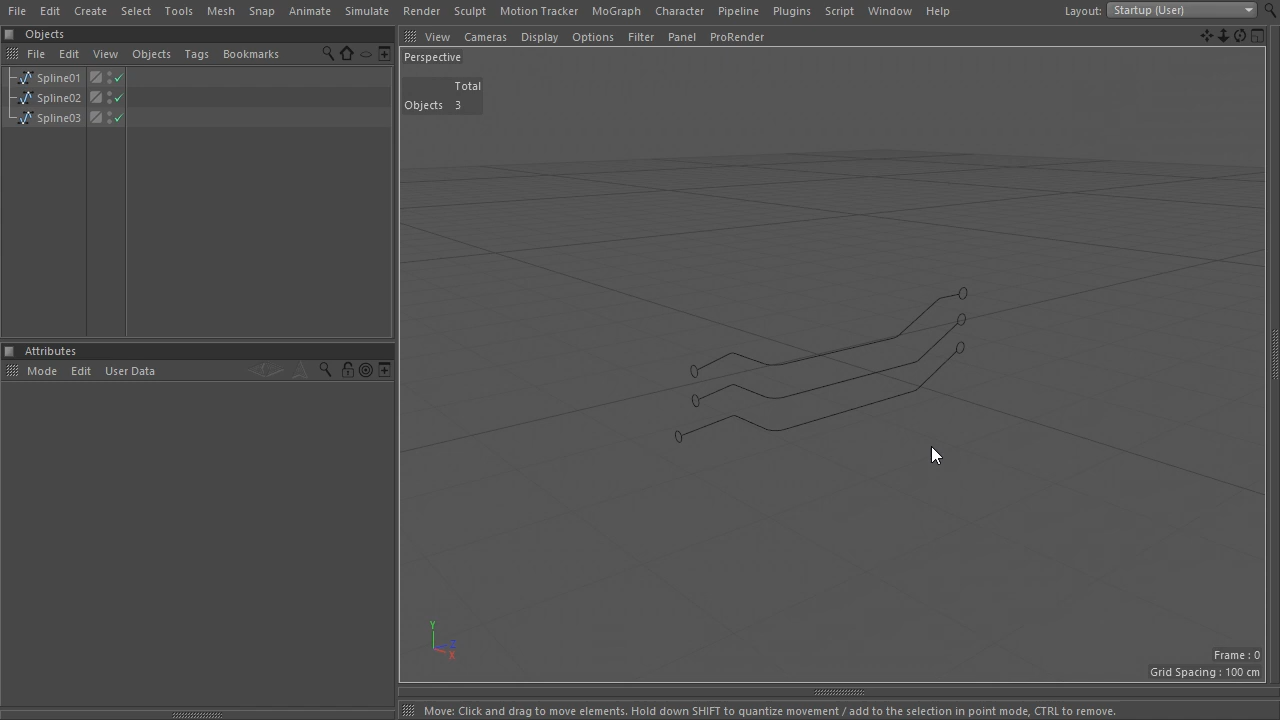 File Edit Create Select Tools Mesh Snap Animate Simulate Render Sculpt Motion Tracker MoGraph Character Pipeline Plugins Script Window Help Layout: Startup (User)
Objects
File Edit View Objects Tags Bookmarks
Spline01
Spline02
Spline03
Attributes
Mode Edit User Data
View Cameras Display Options Filter Panel ProRender
Perspective
Total
Objects 3
Y
Z
X
Frame : 0
Grid Spacing : 100 cm
Move: Click and drag to move elements. Hold down SHIFT to quantize movement / add to the selection in point mode, CTRL to remove.